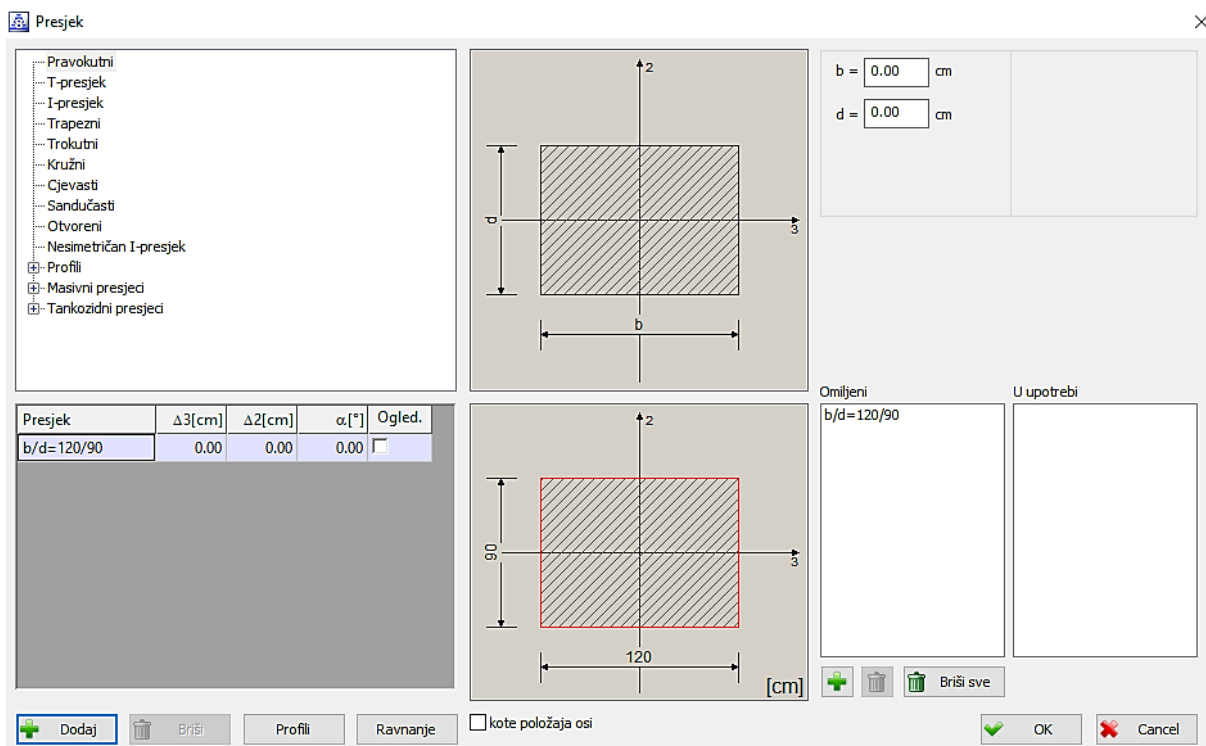 Presjek
Pravokutni
T-presjek
I-presjek
Trapezni
Trokutni
Kružni
Cjevasti
Sandučasti
Otvoreni
Nesimetričan I-presjek
Profili
Masivni presjeci
Tankozidni presjeci
2
3
d
b
b = 0.00 cm
d = 0.00 cm
Presjek Δ3[cm] Δ2[cm] α[°] Ogled.
b/d=120/90 0.00 0.00 0.00
2
3
90
120
[cm]
Omiljeni
b/d=120/90
U upotrebi
Briši sve
Dodaj
Briši
Profili
Ravnanje
kote položaja osi
OK
Cancel